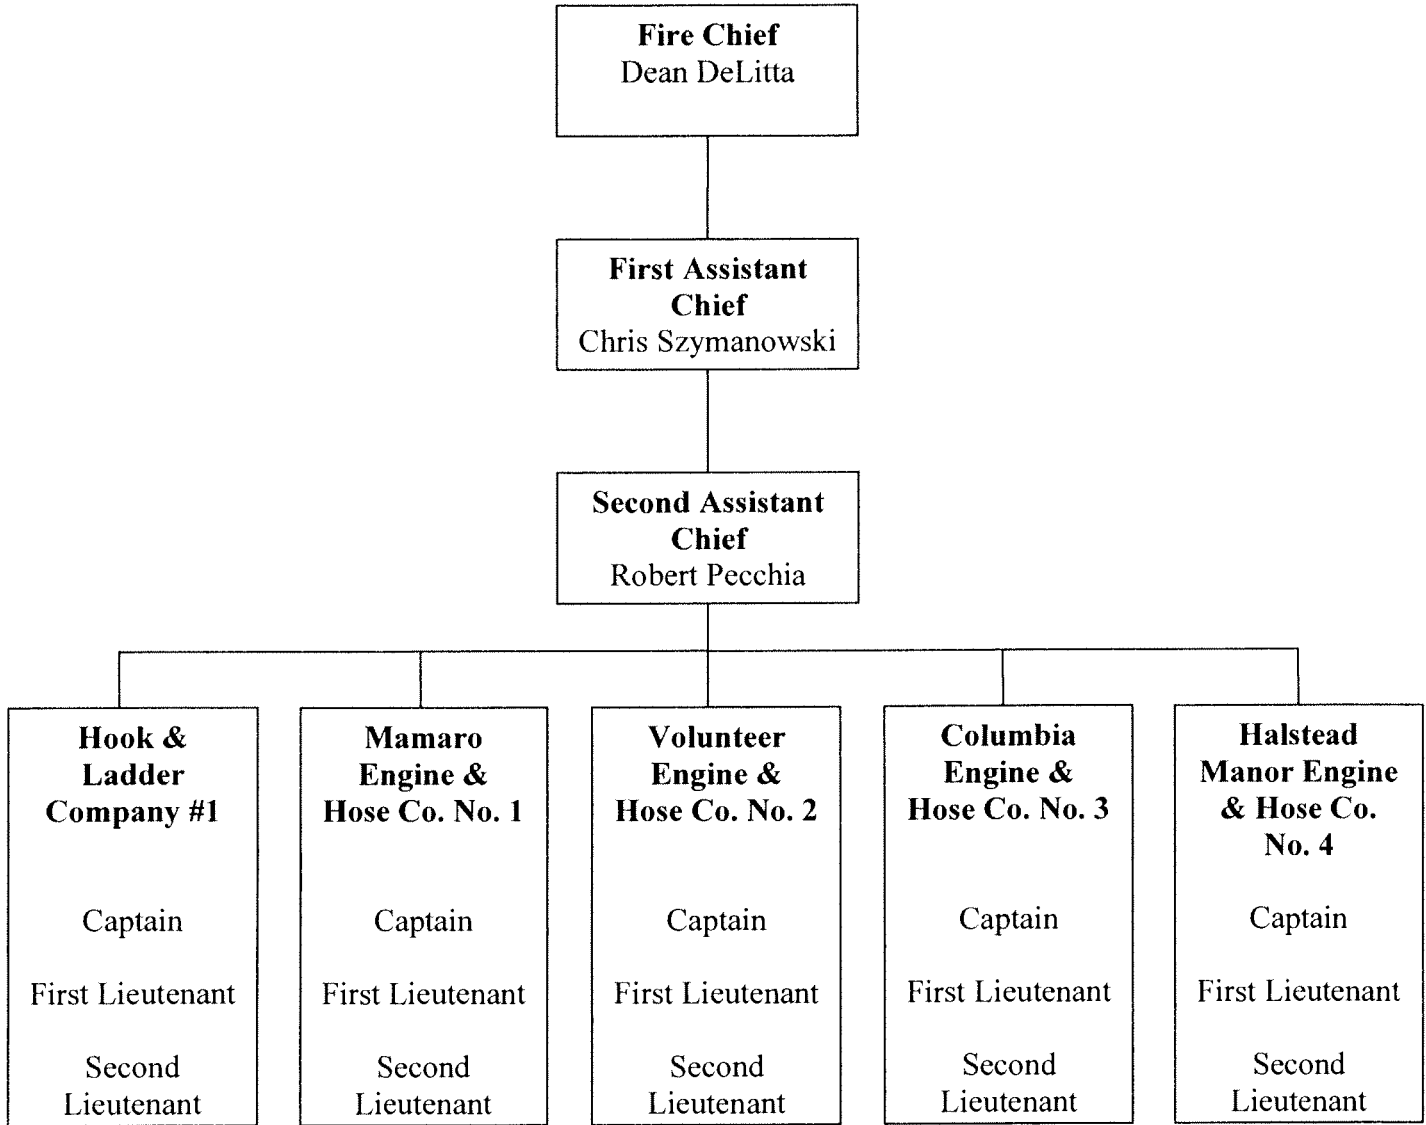 Fire Chief
Dean DeLitta
First Assistant
Chief
Chris Szymanowski
Second Assistant
Chief
Robert Pecchia
Hook &
Ladder
Company #1
Captain
First Lieutenant
Second
Lieutenant
Mamaro
Engine &
Hose Co. No. 1
Captain
First Lieutenant
Second
Lieutenant
Volunteer
Engine &
Hose Co. No. 2
Captain
First Lieutenant
Second
Lieutenant
Columbia
Engine &
Hose Co. No. 3
Captain
First Lieutenant
Second
Lieutenant
Halstead
Manor Engine
& Hose Co.
No. 4
Captain
First Lieutenant
Second
Lieutenant